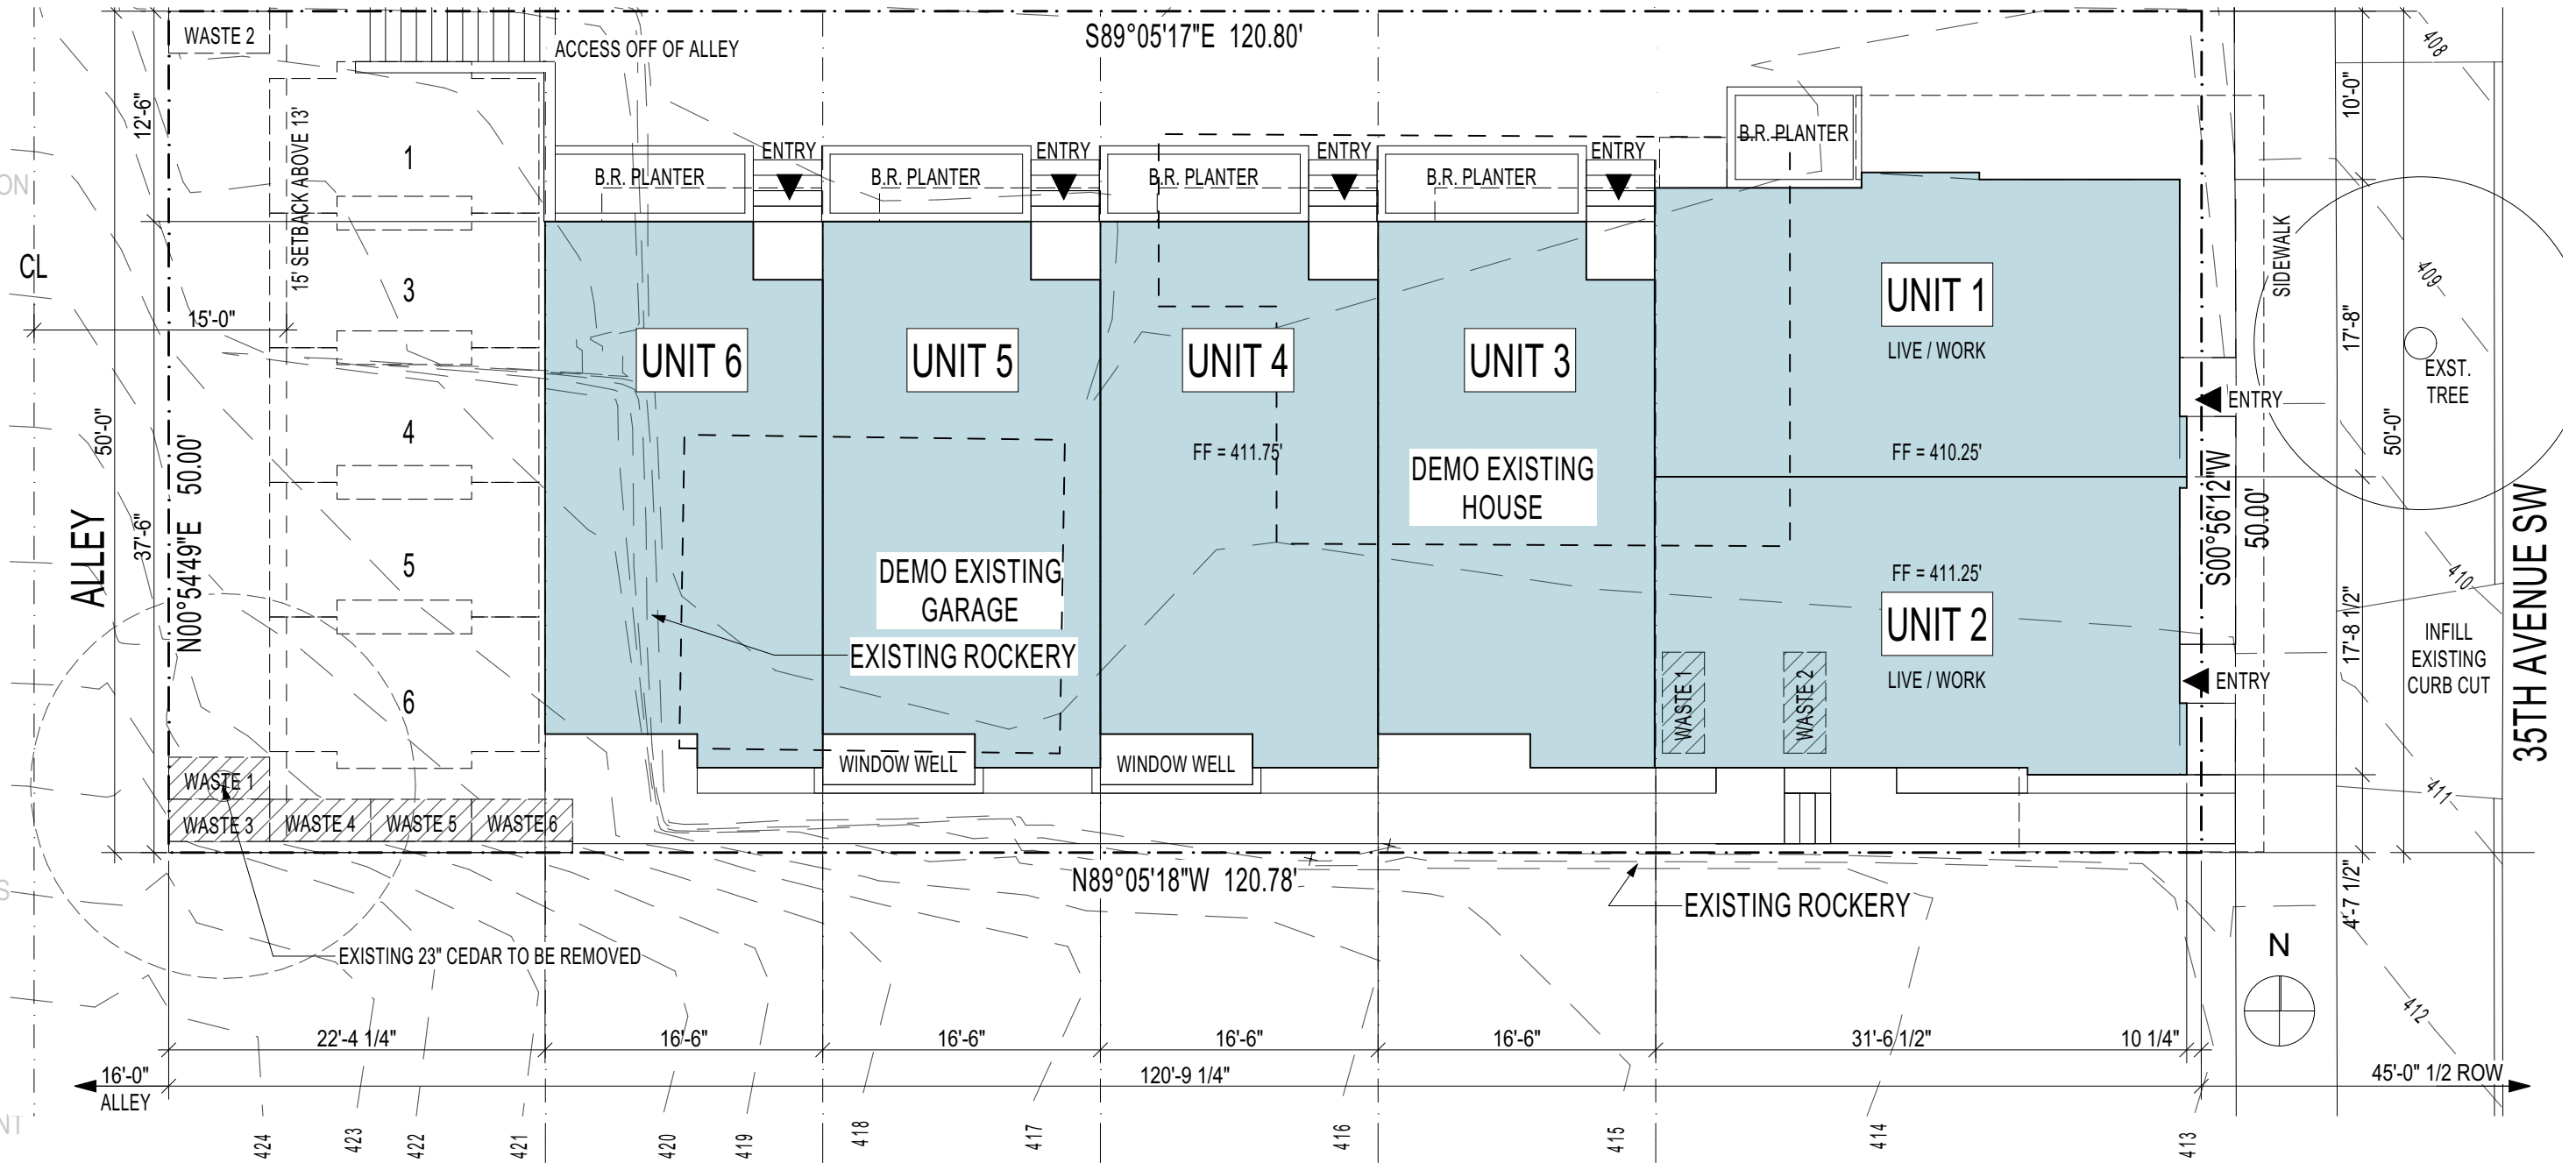 WASTE 2
ACCESS OFF OF ALLEY
S89°05'17"E 120.80'
408
12'-6"
15' SETBACK ABOVE 13'
10'-0"
1
ENTRY
ENTRY
ENTRY
ENTRY
B.R. PLANTER
B.R. PLANTER
B.R. PLANTER
B.R. PLANTER
B.R. PLANTER
ON
CL
3
15'-0"
SIDEWALK
409
UNIT 1
LIVE / WORK
17'-8"
UNIT 6
UNIT 5
UNIT 4
UNIT 3
EXST.
TREE
ENTRY
4
50'-0"
50'-0"
FF = 411.75'
FF = 410.25'
DEMO EXISTING
HOUSE
N00°54'49"E 50.00'
S00°56'12"W
50.00'
ALLEY
37'-6"
35TH AVENUE SW
5
DEMO EXISTING
GARAGE
EXISTING ROCKERY
FF = 411.25'
UNIT 2
LIVE / WORK
410
17'-8 1/2"
INFILL
EXISTING
CURB CUT
6
WASTE 1
WASTE 2
ENTRY
WINDOW WELL
WINDOW WELL
WASTE 1
WASTE 3
WASTE 4
WASTE 5
WASTE 6
411
N89°05'18"W 120.78'
EXISTING ROCKERY
4'-7 1/2"
S
EXISTING 23" CEDAR TO BE REMOVED
N
412
22'-4 1/4"
16'-6"
16'-6"
16'-6"
16'-6"
31'-6 1/2"
10 1/4"
16'-0"
ALLEY
120'-9 1/4"
45'-0" 1/2 ROW
NT
424
423
422
421
420
419
418
417
416
415
414
413